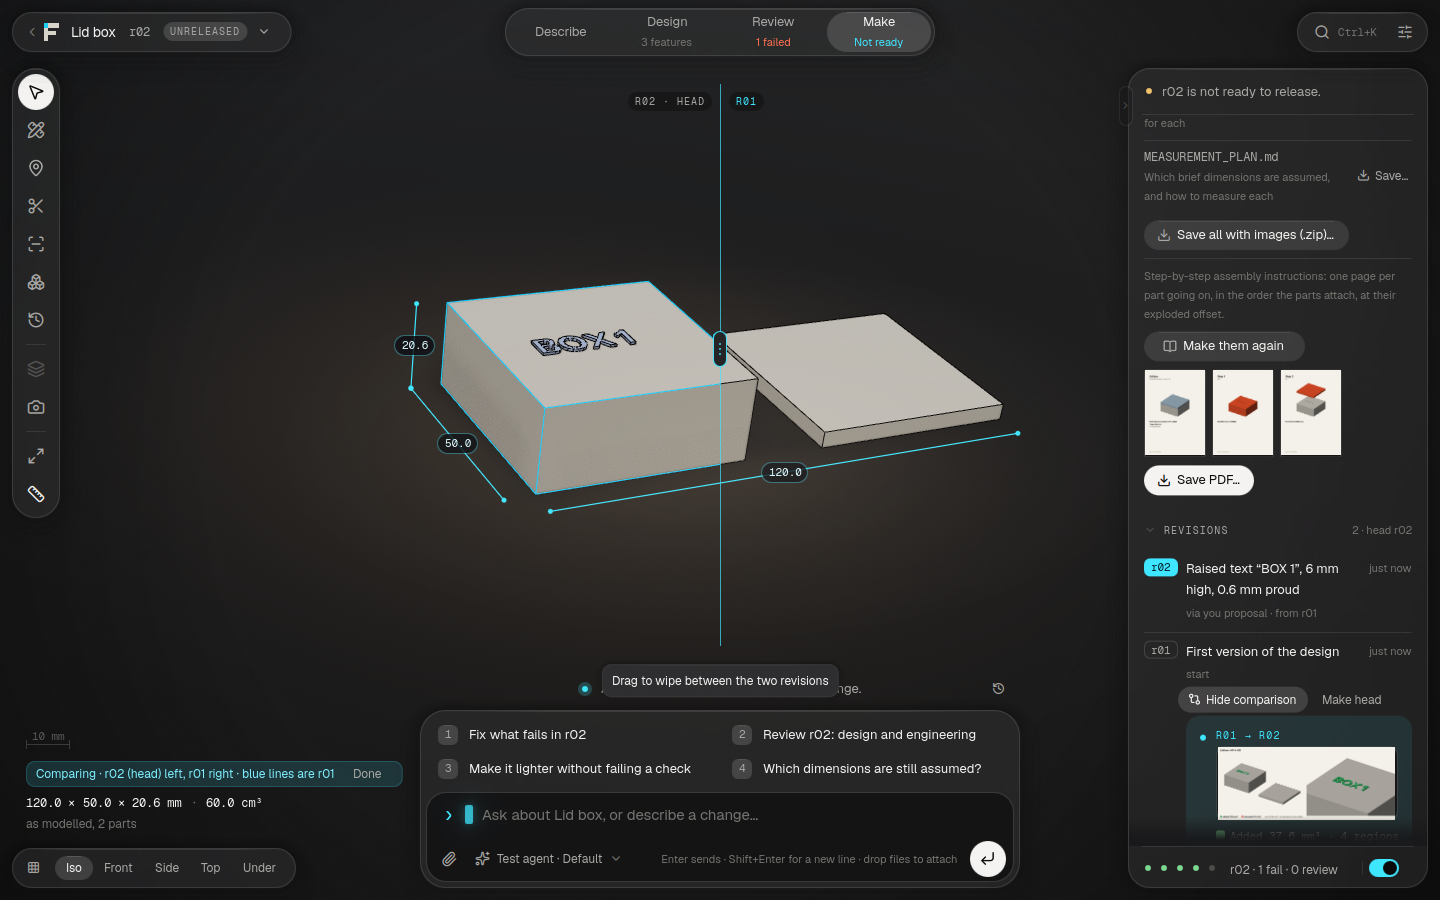 Lid box r02 UNRELEASED
Describe
Design
3 features
Review
1 failed
Make
Not ready
Ctrl+K
R02 · HEAD
R01
BOX 1
20.6
50.0
120.0
Drag to wipe between the two revisions
nge.
10 mm
Comparing · r02 (head) left, r01 right · blue lines are r01 Done
120.0 × 50.0 × 20.6 mm · 60.0 cm³
as modelled, 2 parts
Iso Front Side Top Under
1 Fix what fails in r02
2 Review r02: design and engineering
3 Make it lighter without failing a check
4 Which dimensions are still assumed?
Ask about Lid box, or describe a change…
Test agent · Default
Enter sends · Shift+Enter for a new line · drop files to attach
r02 is not ready to release.
for each
MEASUREMENT_PLAN.md
Which brief dimensions are assumed,
and how to measure each
Save…
Save all with images (.zip)…
Step-by-step assembly instructions: one page per
part going on, in the order the parts attach, at their
exploded offset.
Make them again
Save PDF…
REVISIONS 2 · head r02
r02 Raised text “BOX 1”, 6 mm just now
high, 0.6 mm proud
via you proposal · from r01
r01 First version of the design just now
start
Hide comparison Make head
R01 → R02
BOX 1
Added 37.6 mm³ · 4 regions
r02 · 1 fail · 0 review